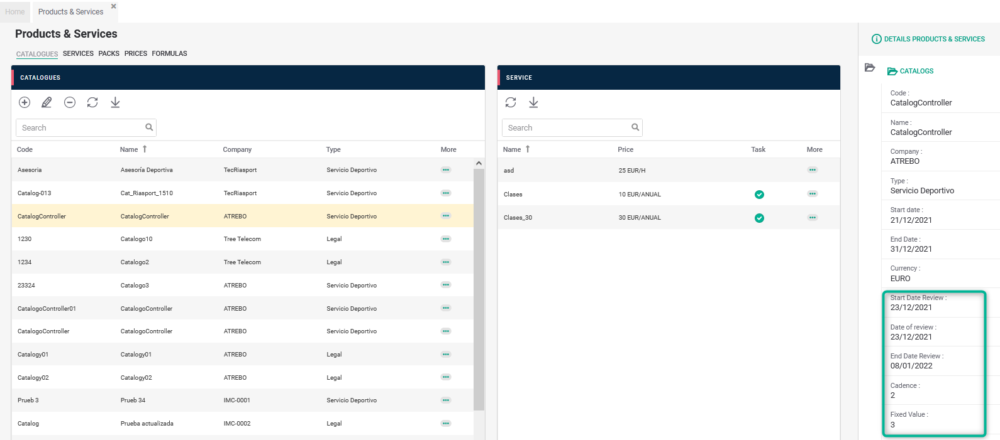 Home
Products & Services
Products & Services
CATALOGUES SERVICES PACKS PRICES FORMULAS
CATALOGUES
Search
Code Name Company Type More
Asesoria Asesoría Deportiva TecRiasport Servicio Deportivo
Catalog-013 Cat_Riasport_1510 TecRiasport Servicio Deportivo
CatalogController CatalogController ATREBO Servicio Deportivo
1230 Catalogo10 Tree Telecom Legal
1234 Catalogo2 Tree Telecom Legal
23324 Catalogo3 ATREBO Servicio Deportivo
CatalogoController01 CatalogoController ATREBO Servicio Deportivo
CatalogoController CatalogoController ATREBO Servicio Deportivo
Catalogy01 Catalogy01 ATREBO Legal
Catalogy02 Catalogy02 ATREBO Legal
Prueb 3 Prueb 34 IMC-0001 Servicio Deportivo
Catalog Prueba actualizada IMC-0002 Legal
SERVICE
Search
Name Price Task More
asd 25 EUR/H
Clases 10 EUR/ANUAL
Clases_30 30 EUR/ANUAL
DETAILS PRODUCTS & SERVICES
CATALOGS
Code :
CatalogController
Name :
CatalogController
Company :
ATREBO
Type :
Servicio Deportivo
Start date :
21/12/2021
End Date :
31/12/2021
Currency :
EURO
Start Date Review :
23/12/2021
Date of review :
23/12/2021
End Date Review :
08/01/2022
Cadence :
2
Fixed Value :
3